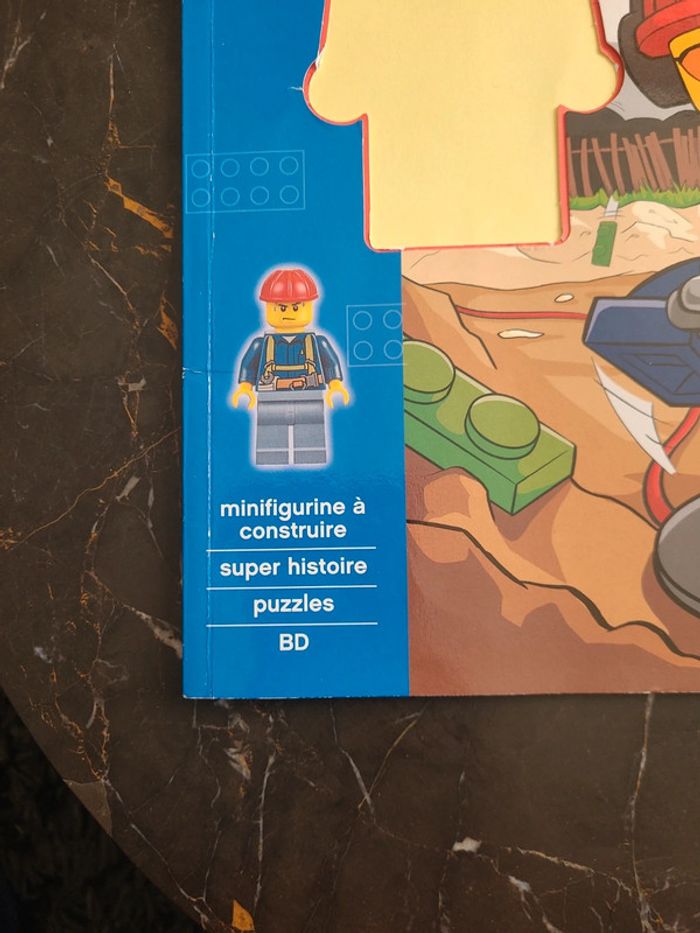 minifigurine à
construire
super histoire
puzzles
BD